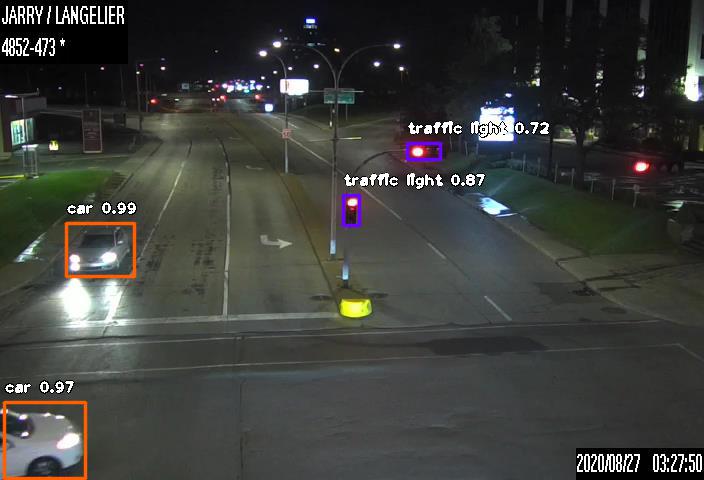 JARRY / LANGELIER
4852-473 *
traffic light 0.72
traffic light 0.87
car 0.99
car 0.97
2020/08/27 03:27:50